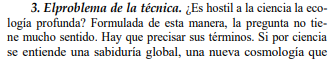 3. Elproblema de la técnica. ¿Es hostil a la ciencia la eco-
logía profunda? Formulada de esta manera, la pregunta no tie-
ne mucho sentido. Hay que precisar sus términos. Si por ciencia
se entiende una sabiduría global, una nueva cosmología que